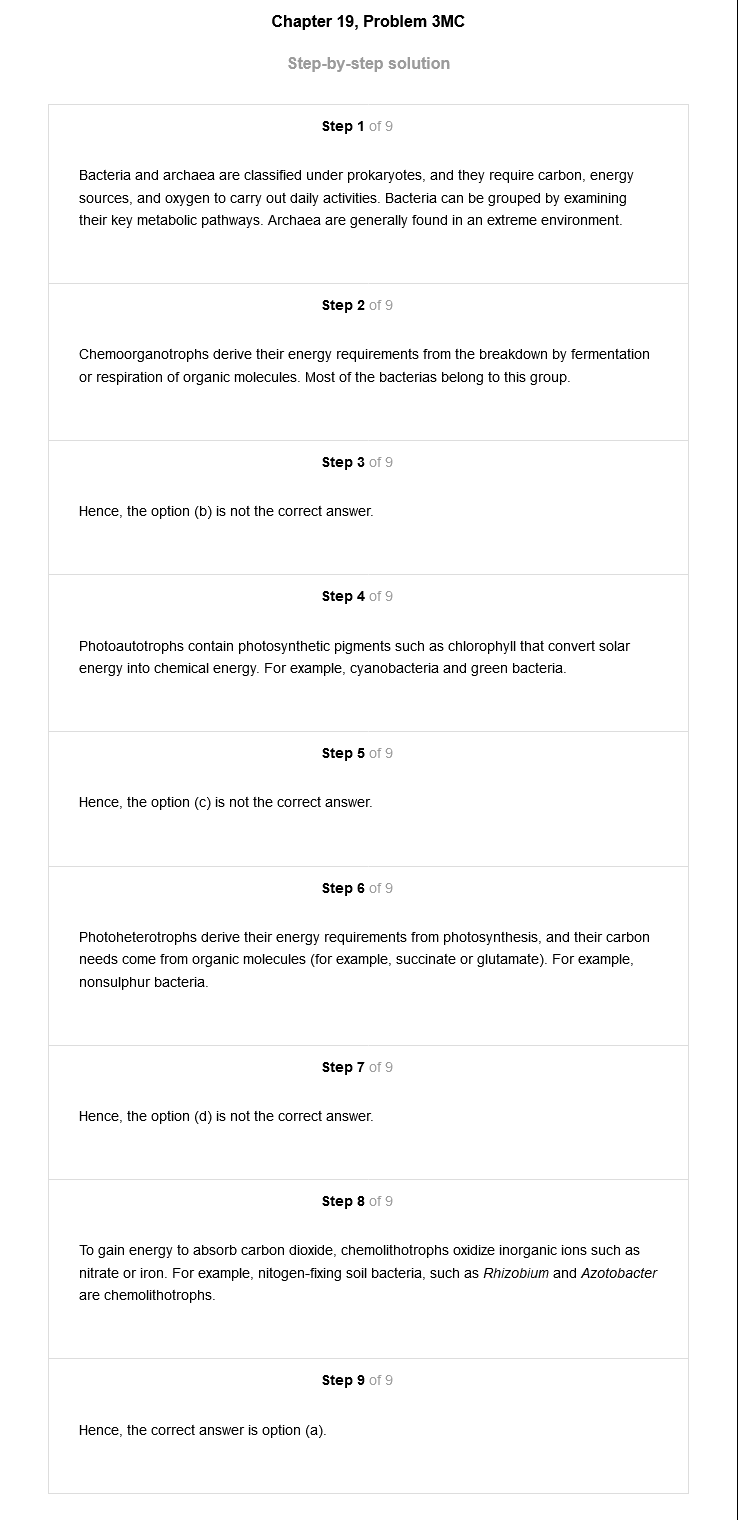 Chapter 19, Problem 3MC
Step-by-step solution
Step 1 of 9
Bacteria and archaea are classified under prokaryotes, and they require carbon, energy
sources, and oxygen to carry out daily activities. Bacteria can be grouped by examining
their key metabolic pathways. Archaea are generally found in an extreme environment.
Step 2 of 9
Chemoorganotrophs derive their energy requirements from the breakdown by fermentation
or respiration of organic molecules. Most of the bacterias belong to this group.
Step 3 of 9
Hence, the option (b) is not the correct answer.
Step 4 of 9
Photoautotrophs contain photosynthetic pigments such as chlorophyll that convert solar
energy into chemical energy. For example, cyanobacteria and green bacteria.
Step 5 of 9
Hence, the option (c) is not the correct answer.
Step 6 of 9
Photoheterotrophs derive their energy requirements from photosynthesis, and their carbon
needs come from organic molecules (for example, succinate or glutamate). For example,
nonsulphur bacteria.
Step 7 of 9
Hence, the option (d) is not the correct answer.
Step 8 of 9
To gain energy to absorb carbon dioxide, chemolithotrophs oxidize inorganic ions such as
nitrate or iron. For example, nitogen-fixing soil bacteria, such as Rhizobium and Azotobacter
are chemolithotrophs.
Step 9 of 9
Hence, the correct answer is option (a).